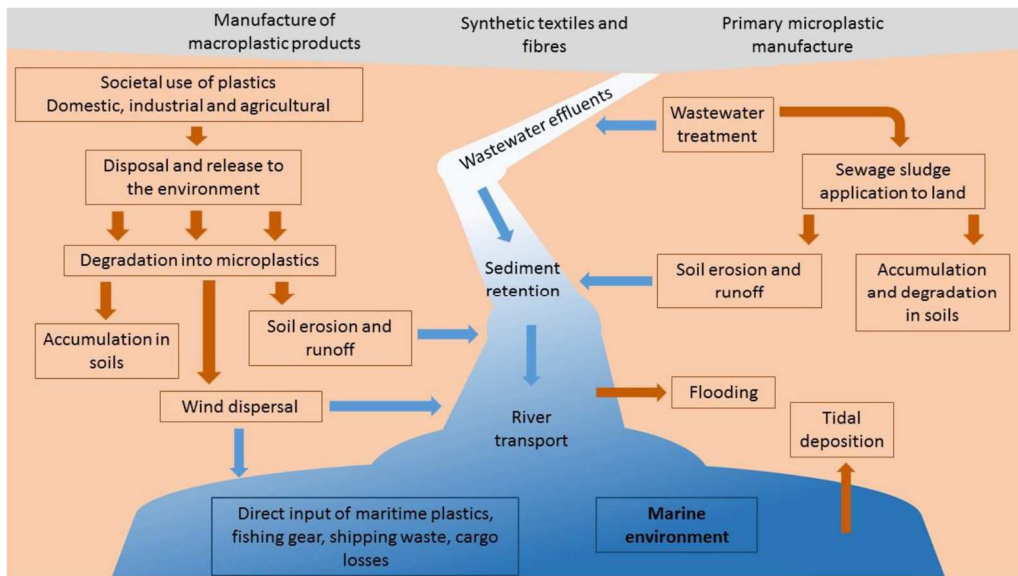 Manufacture of
macroplastic products
Synthetic textiles and
fibres
Primary microplastic
manufacture
Societal use of plastics
Domestic, industrial and agricultural
Wastewater effluents
Wastewater
treatment
Disposal and release to
the environment
Sewage sludge
application to land
Degradation into microplastics
Sediment
retention
Soil erosion and
runoff
Accumulation
and degradation
in soils
Accumulation in
soils
Soil erosion and
runoff
Wind dispersal
River
transport
Flooding
Tidal
deposition
Direct input of maritime plastics,
fishing gear, shipping waste, cargo
losses
Marine
environment